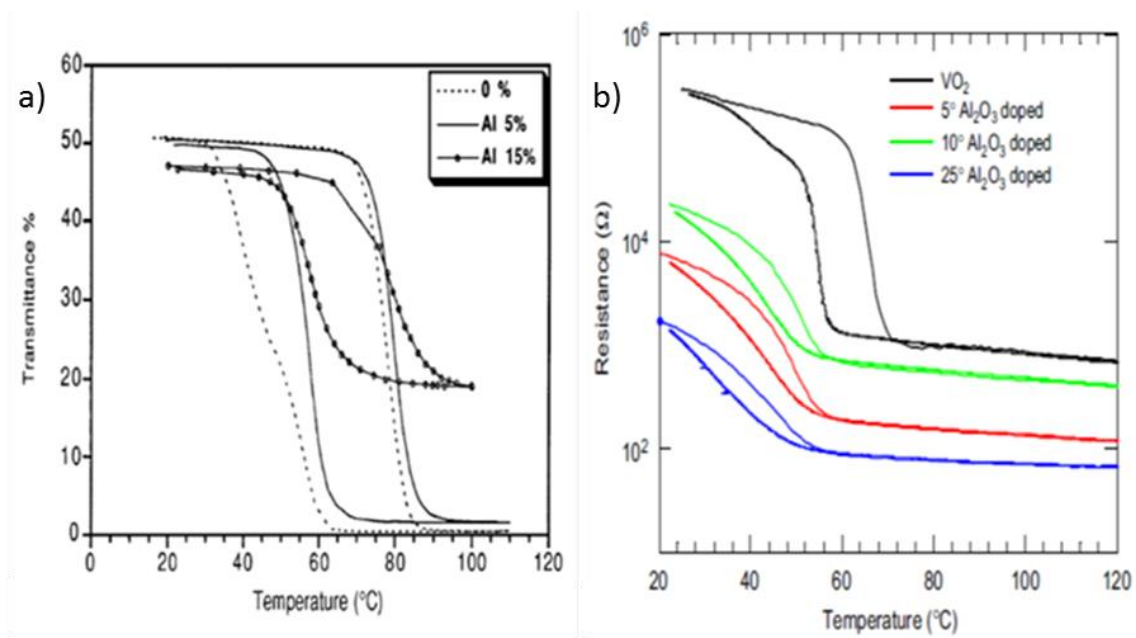 a)
Transmittance %
60
50
40
30
20
10
0
0 %
Al 5%
Al 15%
0 20 40 60 80 100 120
Temperature (°C)
b)
Resistance (Ω)
10⁶
10⁴
10²
VO₂
5° Al₂O₃ doped
10° Al₂O₃ doped
25° Al₂O₃ doped
20 40 60 80 100 120
Temperature (°C)